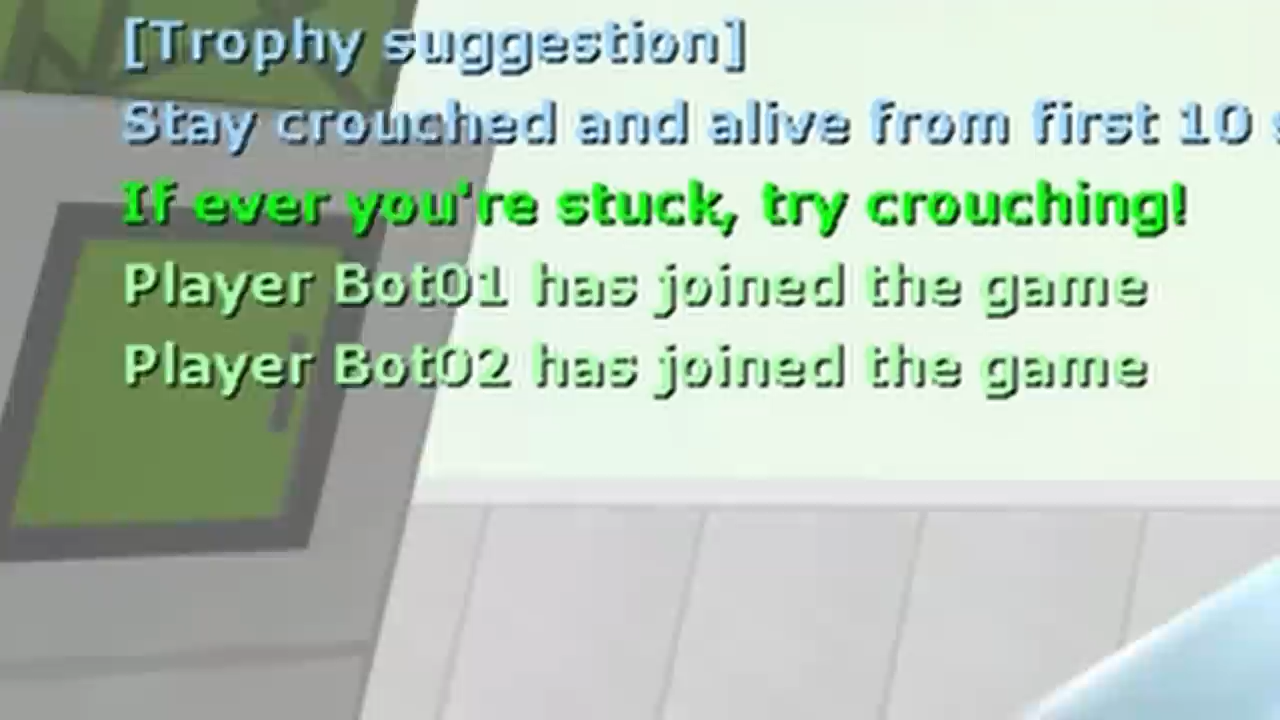 [Trophy suggestion]
Stay crouched and alive from first 10
If ever you're stuck, try crouching!
Player Bot01 has joined the game
Player Bot02 has joined the game